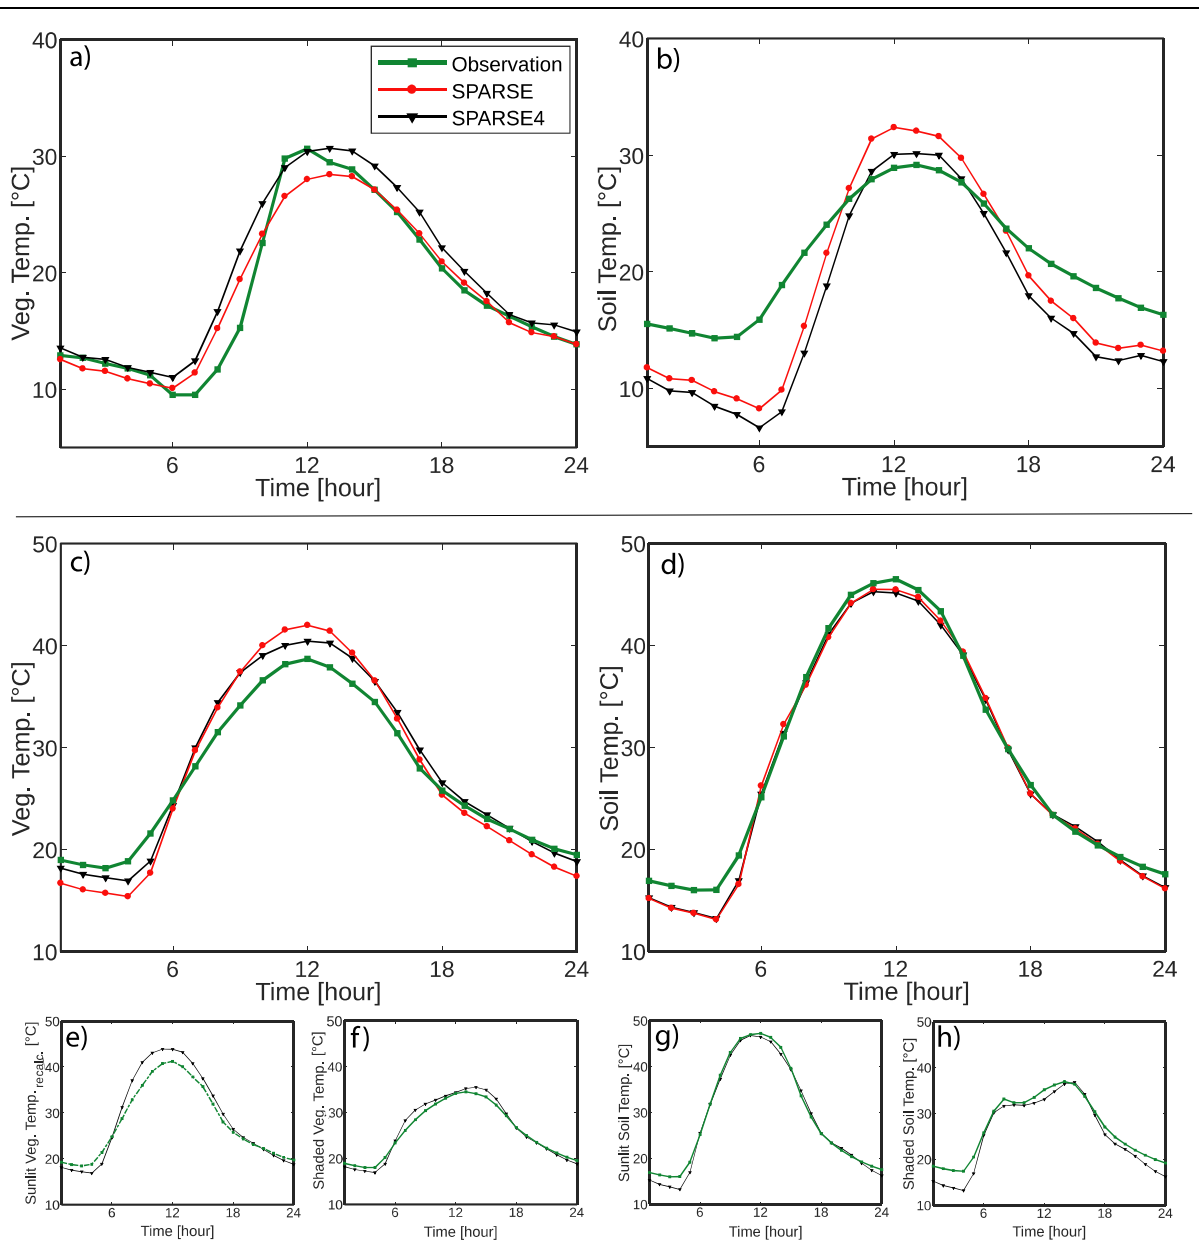 a)
Observation
SPARSE
SPARSE4
40
30
20
10
6
12
18
24
Veg. Temp. [°C]
Time [hour]
b)
40
30
20
10
6
12
18
24
Soil Temp. [°C]
Time [hour]
c)
50
40
30
20
10
6
12
18
24
Veg. Temp. [°C]
Time [hour]
d)
50
40
30
20
10
6
12
18
24
Soil Temp. [°C]
Time [hour]
e)
50
40
30
20
10
6
12
18
24
Sunlit Veg. Temp.recalc. [°C]
Time [hour]
f)
50
40
30
20
10
6
12
18
24
Shaded Veg. Temp. [°C]
Time [hour]
g)
50
40
30
20
10
6
12
18
24
Sunlit Soil Temp. [°C]
Time [hour]
h)
50
40
30
20
10
6
12
18
24
Shaded Soil Temp. [°C]
Time [hour]